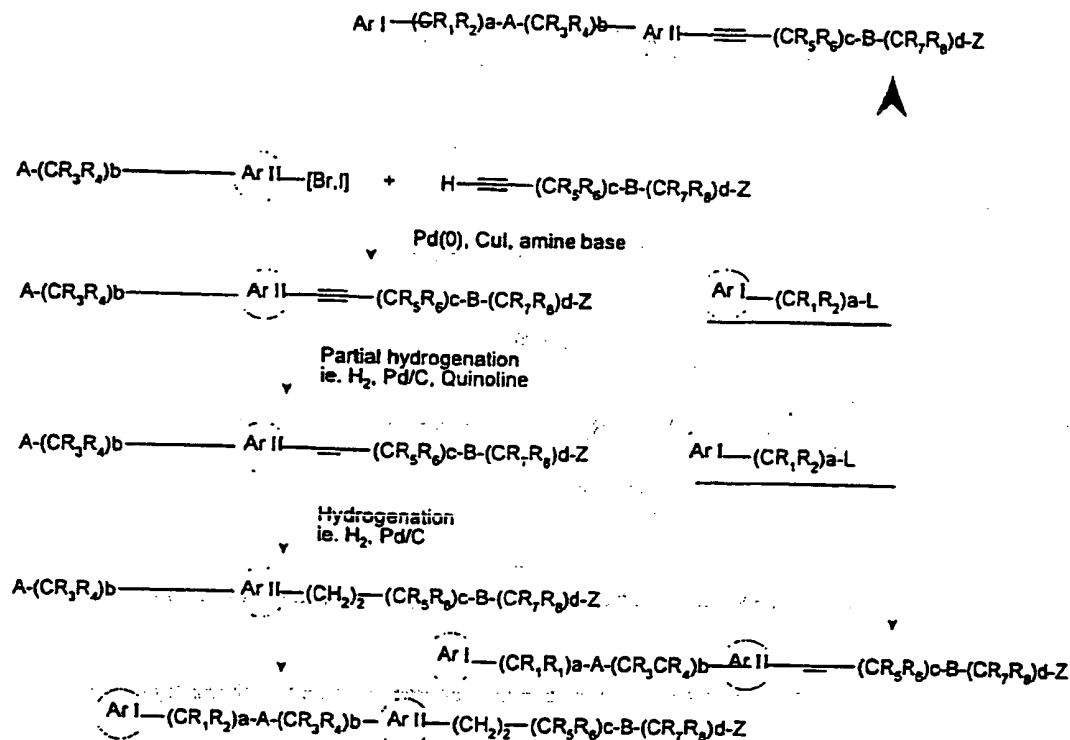 Ar I—(CR₁R₂)a-A-(CR₃R₄)b—Ar II—≡—(CR₅R₆)c-B-(CR₇R₈)d-Z
A-(CR₃R₄)b—Ar II—[Br,I] + H—≡—(CR₅R₆)c-B-(CR₇R₈)d-Z
Pd(0), CuI, amine base
A-(CR₃R₄)b—Ar II—≡—(CR₅R₆)c-B-(CR₇R₈)d-Z
Ar I—(CR₁R₂)a-L
Partial hydrogenation
ie. H₂, Pd/C, Quinoline
A-(CR₃R₄)b—Ar II—=—(CR₅R₆)c-B-(CR₇R₈)d-Z
Ar I—(CR₁R₂)a-L
Hydrogenation
ie. H₂, Pd/C
A-(CR₃R₄)b—Ar II—(CH₂)₂—(CR₅R₆)c-B-(CR₇R₈)d-Z
Ar I—(CR₁R₁)a-A-(CR₃CR₄)b—Ar II—=—(CR₅R₆)c-B-(CR₇R₈)d-Z
Ar I—(CR₁R₂)a-A-(CR₃R₄)b—Ar II—(CH₂)₂—(CR₅R₆)c-B-(CR₇R₈)d-Z